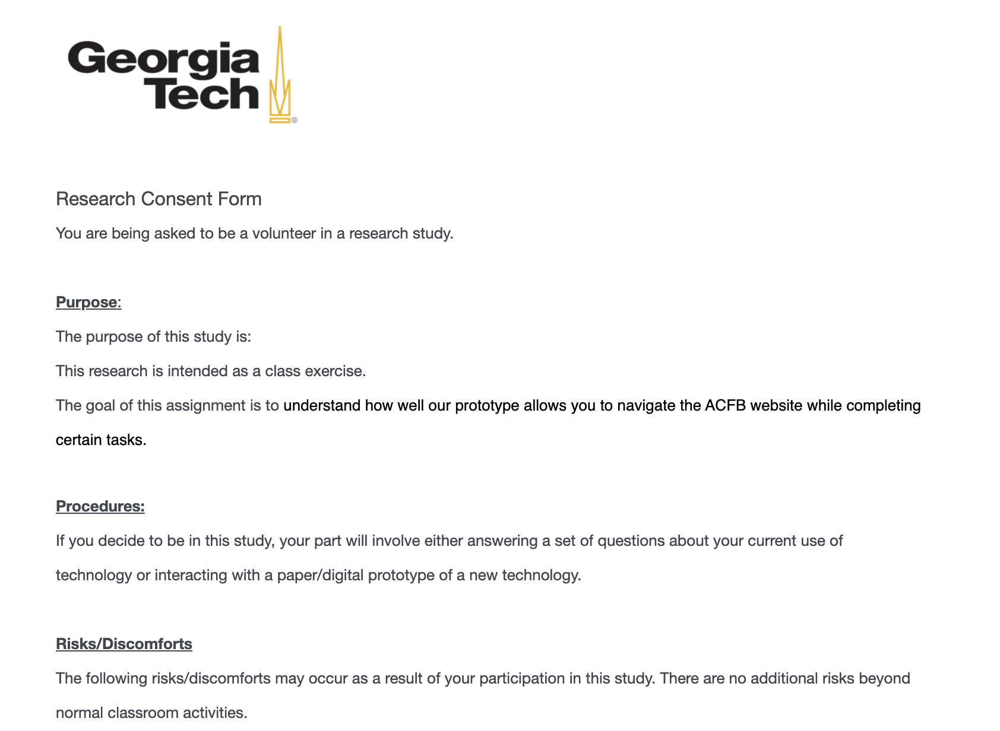 Georgia
Tech
®
Research Consent Form
You are being asked to be a volunteer in a research study.
Purpose:
The purpose of this study is:
This research is intended as a class exercise.
The goal of this assignment is to understand how well our prototype allows you to navigate the ACFB website while completing
certain tasks.
Procedures:
If you decide to be in this study, your part will involve either answering a set of questions about your current use of
technology or interacting with a paper/digital prototype of a new technology.
Risks/Discomforts
The following risks/discomforts may occur as a result of your participation in this study. There are no additional risks beyond
normal classroom activities.